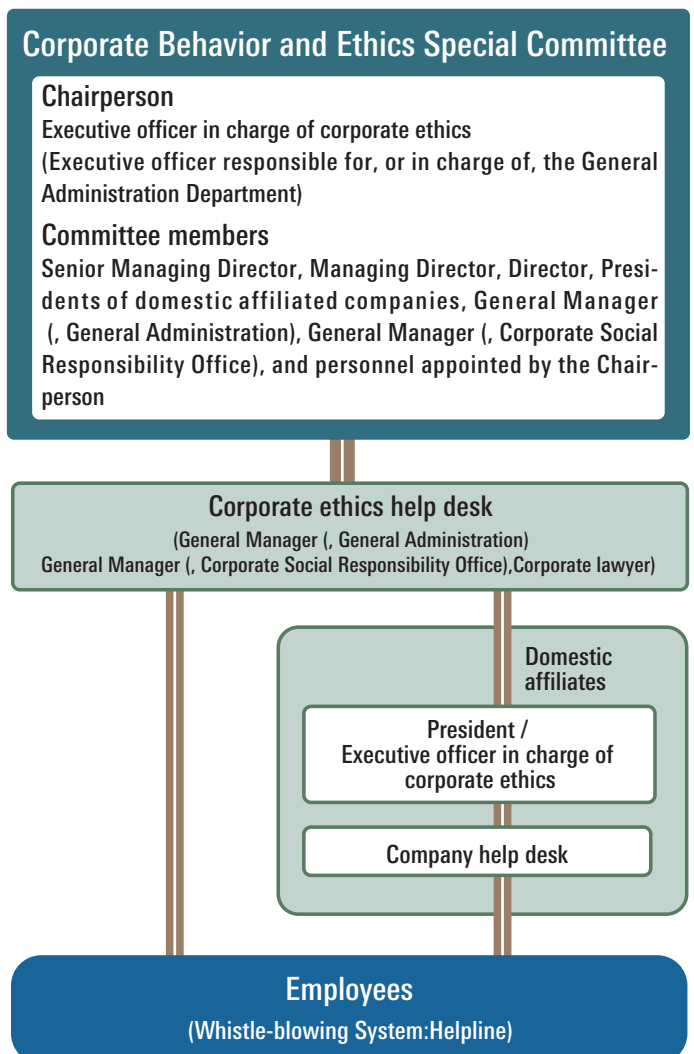 Corporate Behavior and Ethics Special Committee
Chairperson
Executive officer in charge of corporate ethics
(Executive officer responsible for, or in charge of, the General
Administration Department)
Committee members
Senior Managing Director, Managing Director, Director, Presi-
dents of domestic affiliated companies, General Manager
(, General Administration), General Manager (, Corporate Social
Responsibility Office), and personnel appointed by the Chair-
person
Corporate ethics help desk
(General Manager (, General Administration)
General Manager (, Corporate Social Responsibility Office),Corporate lawyer)
Domestic
affiliates
President /
Executive officer in charge of
corporate ethics
Company help desk
Employees
(Whistle-blowing System:Helpline)